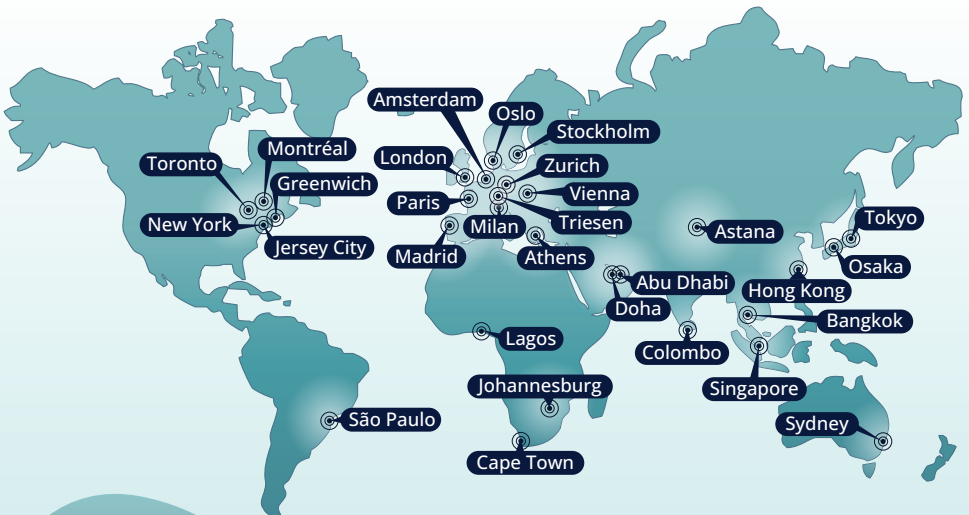 Amsterdam
Oslo
Stockholm
Montréal
Toronto
London
Zurich
Greenwich
Vienna
Paris
Tokyo
New York
Milan
Triesen
Astana
Jersey City
Madrid
Athens
Osaka
Abu Dhabi
Hong Kong
Doha
Bangkok
Lagos
Colombo
Johannesburg
Singapore
São Paulo
Sydney
Cape Town